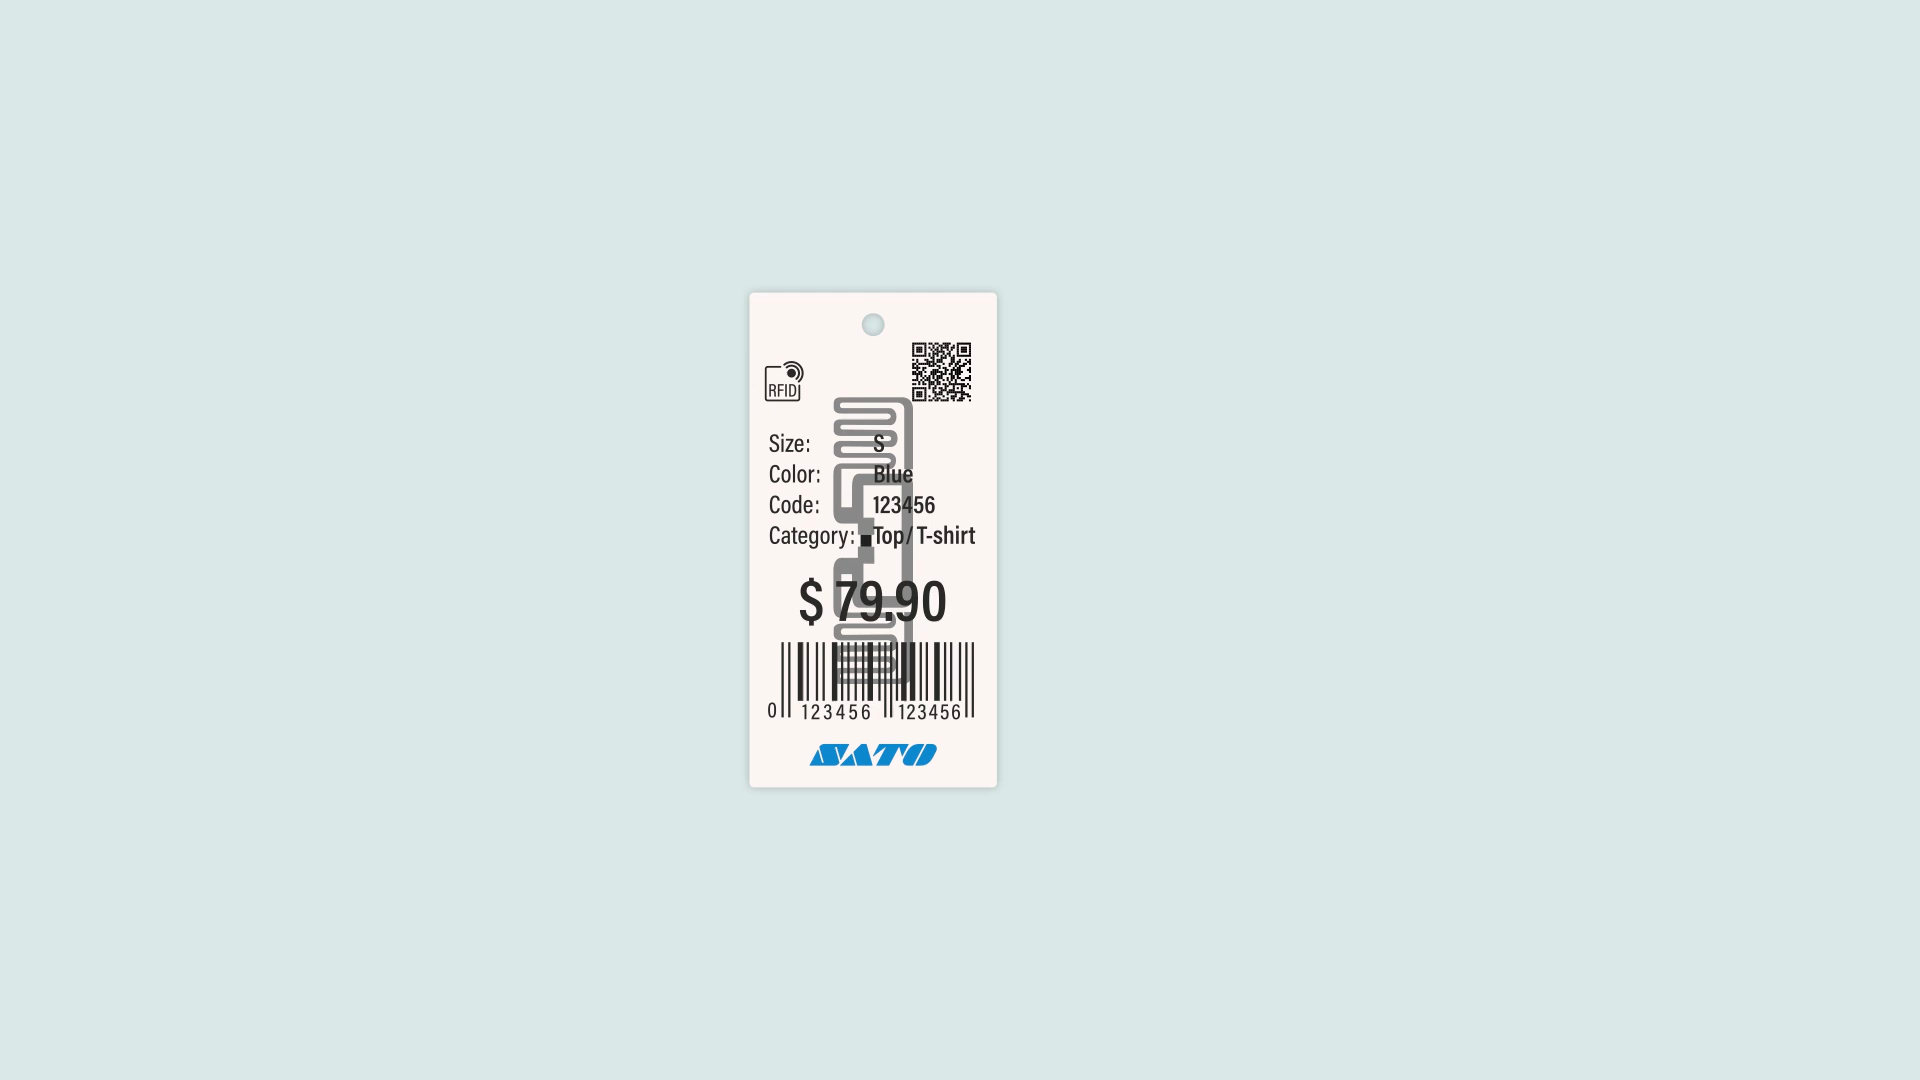 RFID
Size: S
Color: Blue
Code: 123456
Category: Top/ T-shirt
$ 79.90
0 123456 123456
SATO